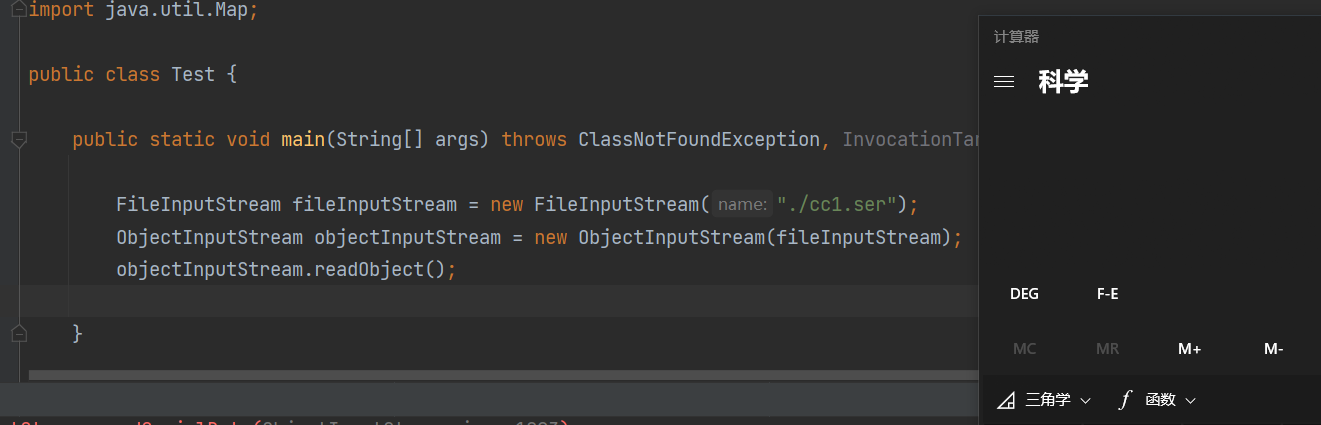 import java.util.Map;
计算器
科学
public class Test {
public static void main(String[] args) throws ClassNotFoundException, InvocationTar
FileInputStream fileInputStream = new FileInputStream( name: "./cc1.ser");
ObjectInputStream objectInputStream = new ObjectInputStream(fileInputStream);
objectInputStream.readObject();
}
DEG F-E
MC MR M+ M-
三角学 函数